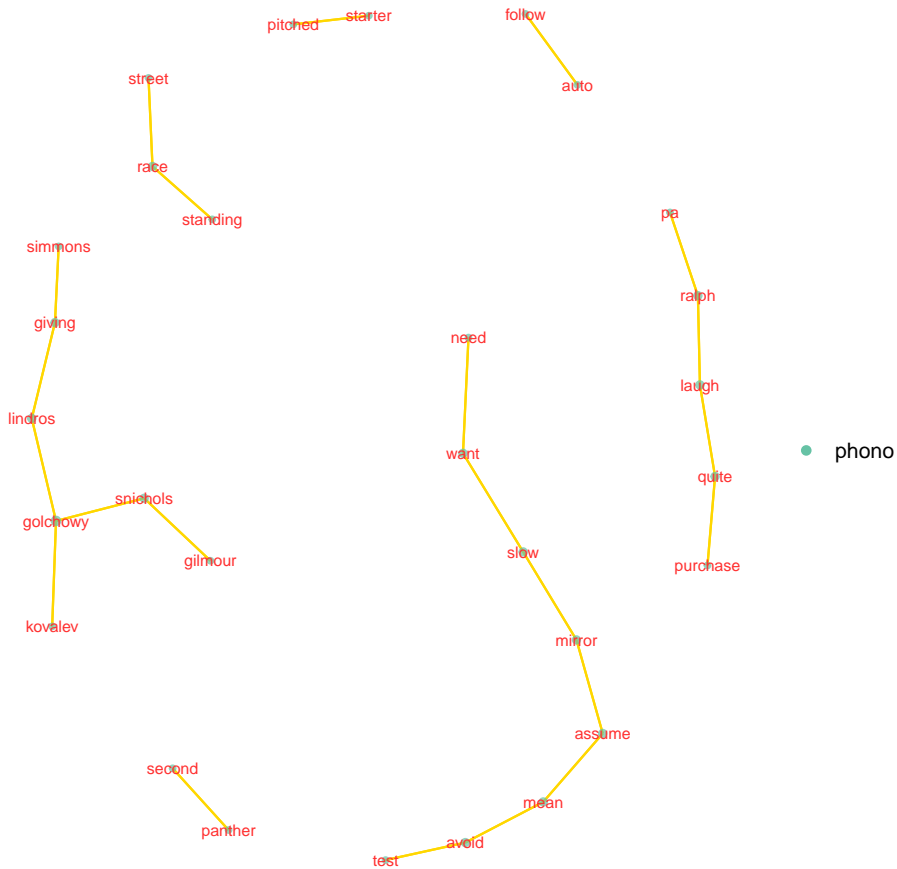 starter
pitched
follow
street
auto
race
pa
standing
simmons
ralph
giving
need
laugh
lindros
want
phono
quite
snichols
golchowy
slow
gilmour
purchase
kovalev
mirror
assume
second
mean
panther
avoid
test